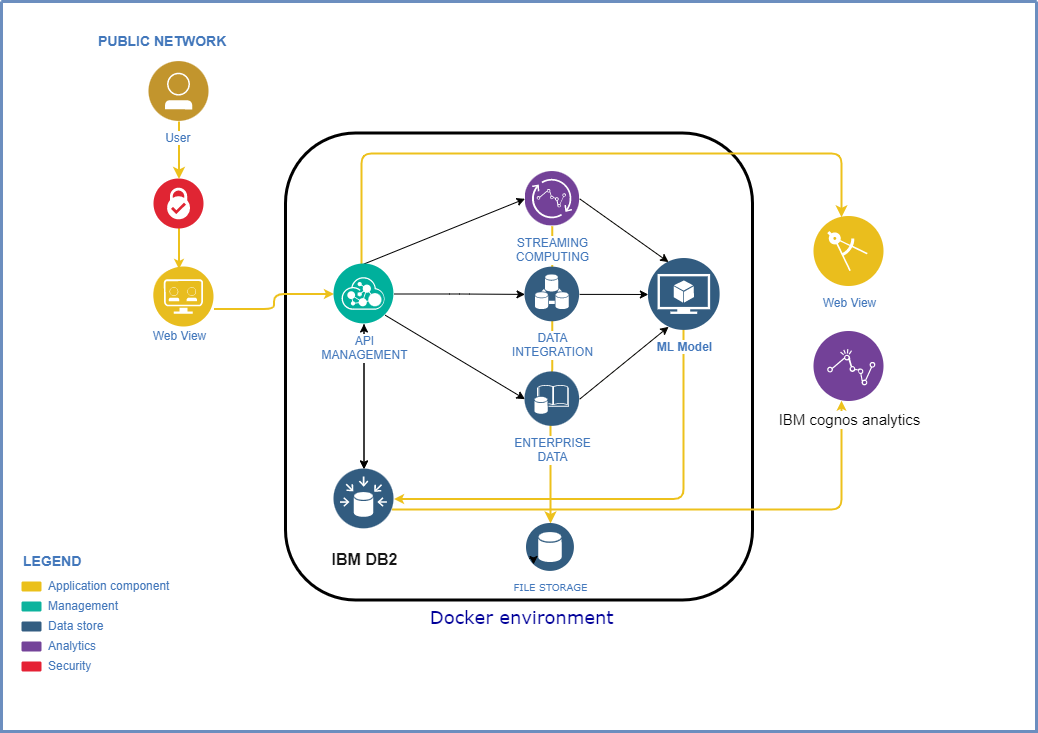 PUBLIC NETWORK
User
Web View
API
MANAGEMENT
STREAMING
COMPUTING
DATA
INTEGRATION
ENTERPRISE
DATA
ML Model
Web View
IBM cognos analytics
IBM DB2
FILE STORAGE
Docker environment
LEGEND
Application component
Management
Data store
Analytics
Security